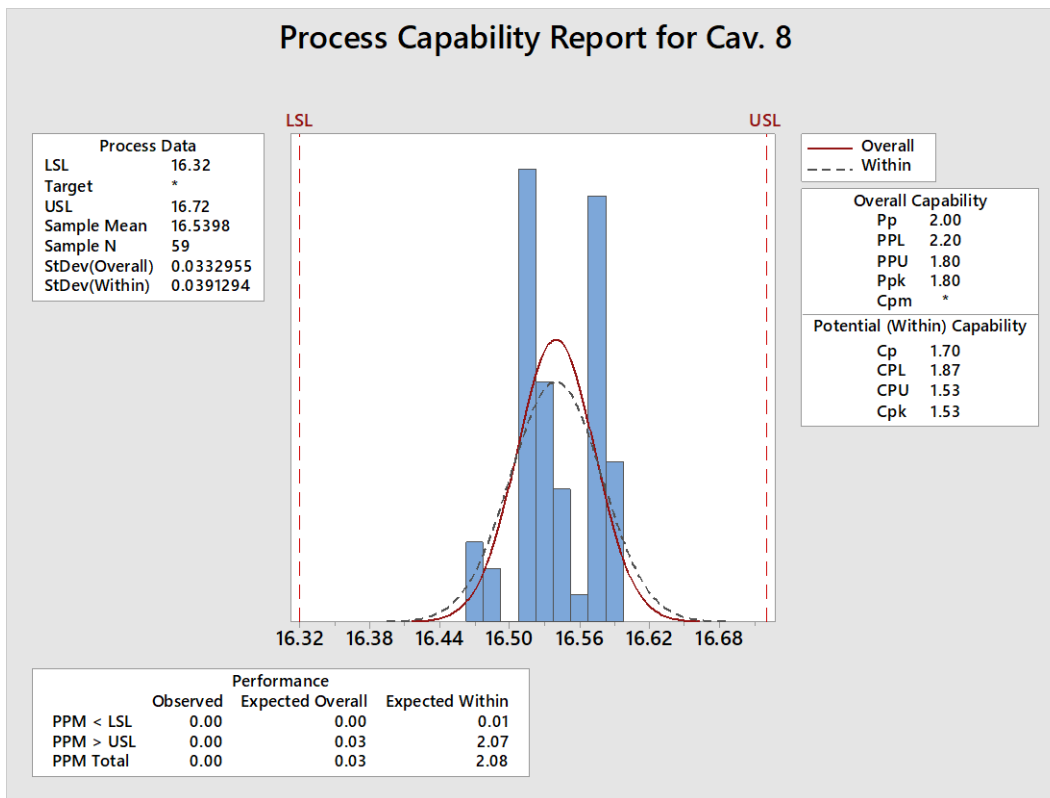 Process Capability Report for Cav. 8
LSL USL
Process Data
LSL 16.32
Target *
USL 16.72
Sample Mean 16.5398
Sample N 59
StDev(Overall) 0.0332955
StDev(Within) 0.0391294
Overall
Within
Overall Capability
Pp 2.00
PPL 2.20
PPU 1.80
Ppk 1.80
Cpm *
Potential (Within) Capability
Cp 1.70
CPL 1.87
CPU 1.53
Cpk 1.53
16.32 16.38 16.44 16.50 16.56 16.62 16.68
Performance
Observed Expected Overall Expected Within
PPM < LSL 0.00 0.00 0.01
PPM > USL 0.00 0.03 2.07
PPM Total 0.00 0.03 2.08